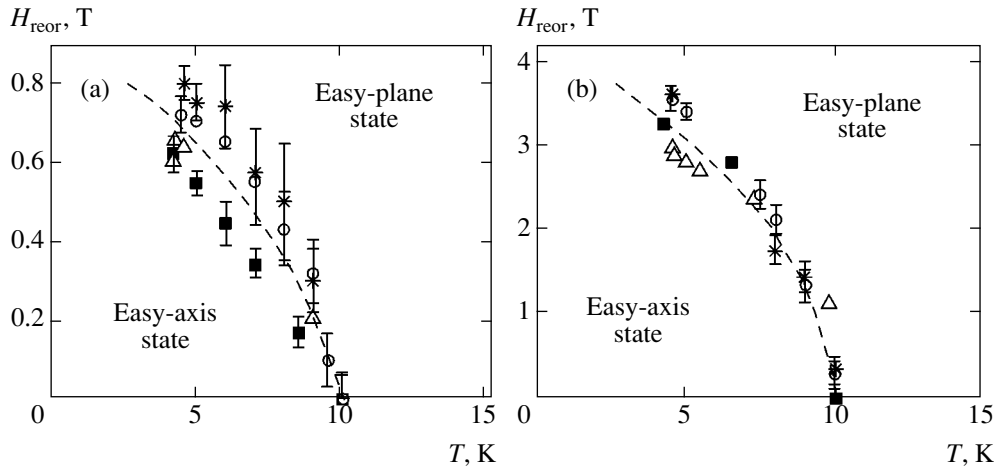 H_reor, T
0.8
0.6
0.4
0.2
0
5
10
15
T, K
(a)
Easy-plane
state
Easy-axis
state
H_reor, T
4
3
2
1
0
5
10
15
T, K
(b)
Easy-plane
state
Easy-axis
state